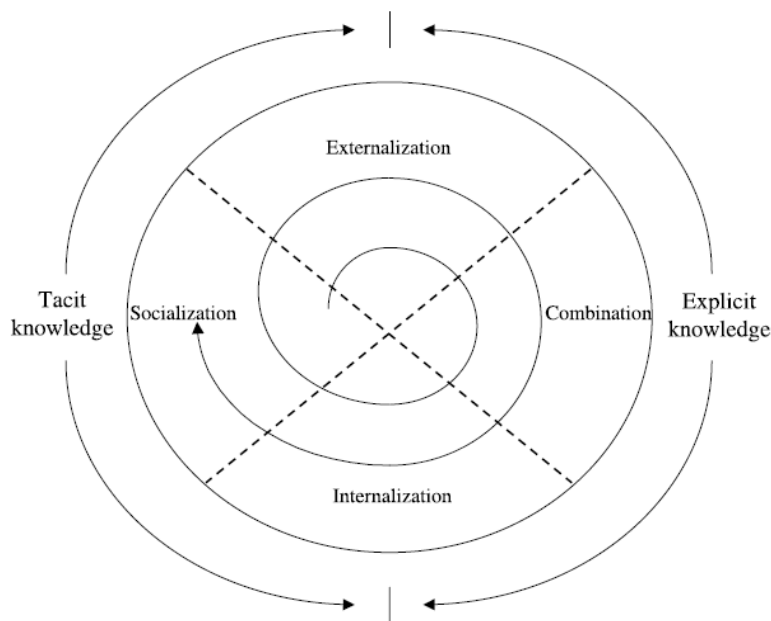 Externalization
Tacit
knowledge
Socialization
Combination
Explicit
knowledge
Internalization